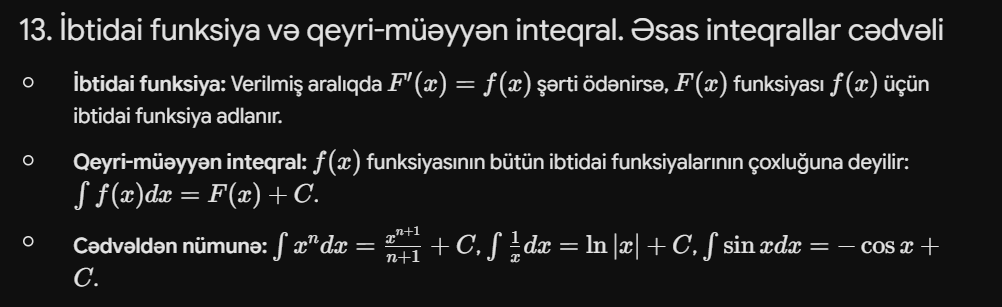 13. İbtidai funksiya və qeyri-müəyyən inteqral. Əsas inteqrallar cədvəli
İbtidai funksiya: Verilmiş aralıqda F′(x) = f(x) şərti ödənirsə, F(x) funksiyası f(x) üçün
ibtidai funksiya adlanır.
Qeyri-müəyyən inteqral: f(x) funksiyasının bütün ibtidai funksiyalarının çoxluğuna deyilir:
∫ f(x)dx = F(x) + C.
Cədvəldən nümunə: ∫ xⁿdx = xⁿ⁺¹/n+1 + C, ∫ 1/x dx = ln |x| + C, ∫ sin xdx = − cos x +
C.